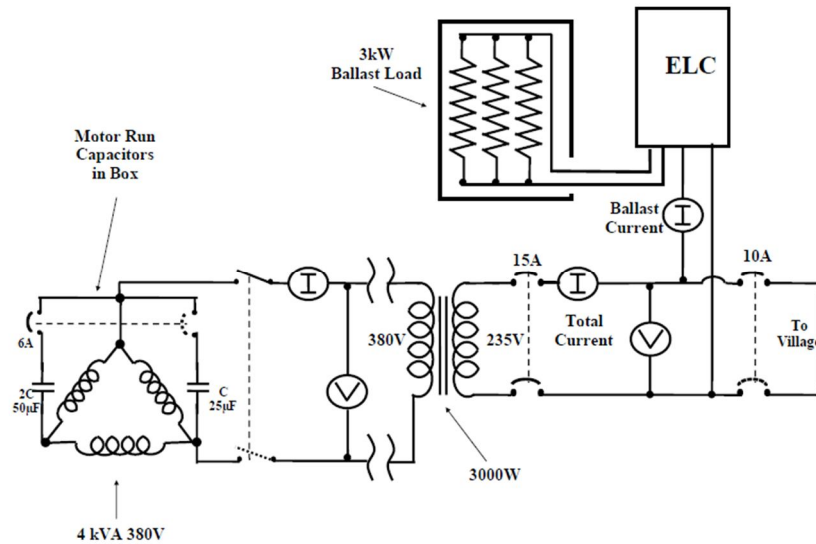 3kW
Ballast Load
ELC
Motor Run
Capacitors
in Box
Ballast
Current
I
15A
10A
I
I
6A
380V
235V
Total
Current
To
Village
V
V
2C
50μF
C
25μF
3000W
4 kVA 380V